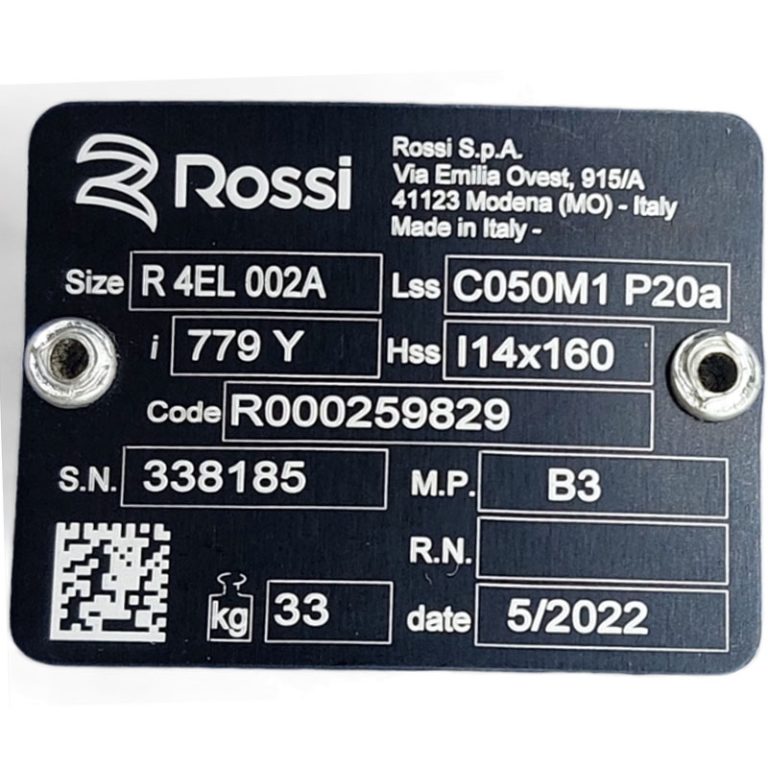 Rossi
Rossi S.p.A.
Via Emilia Ovest, 915/A
41123 Modena (MO) - Italy
Made in Italy -
Size R 4EL 002A Lss C050M1 P20a
i 779 Y Hss I14x160
Code R000259829
S.N. 338185 M.P. B3
R.N.
kg 33 date 5/2022